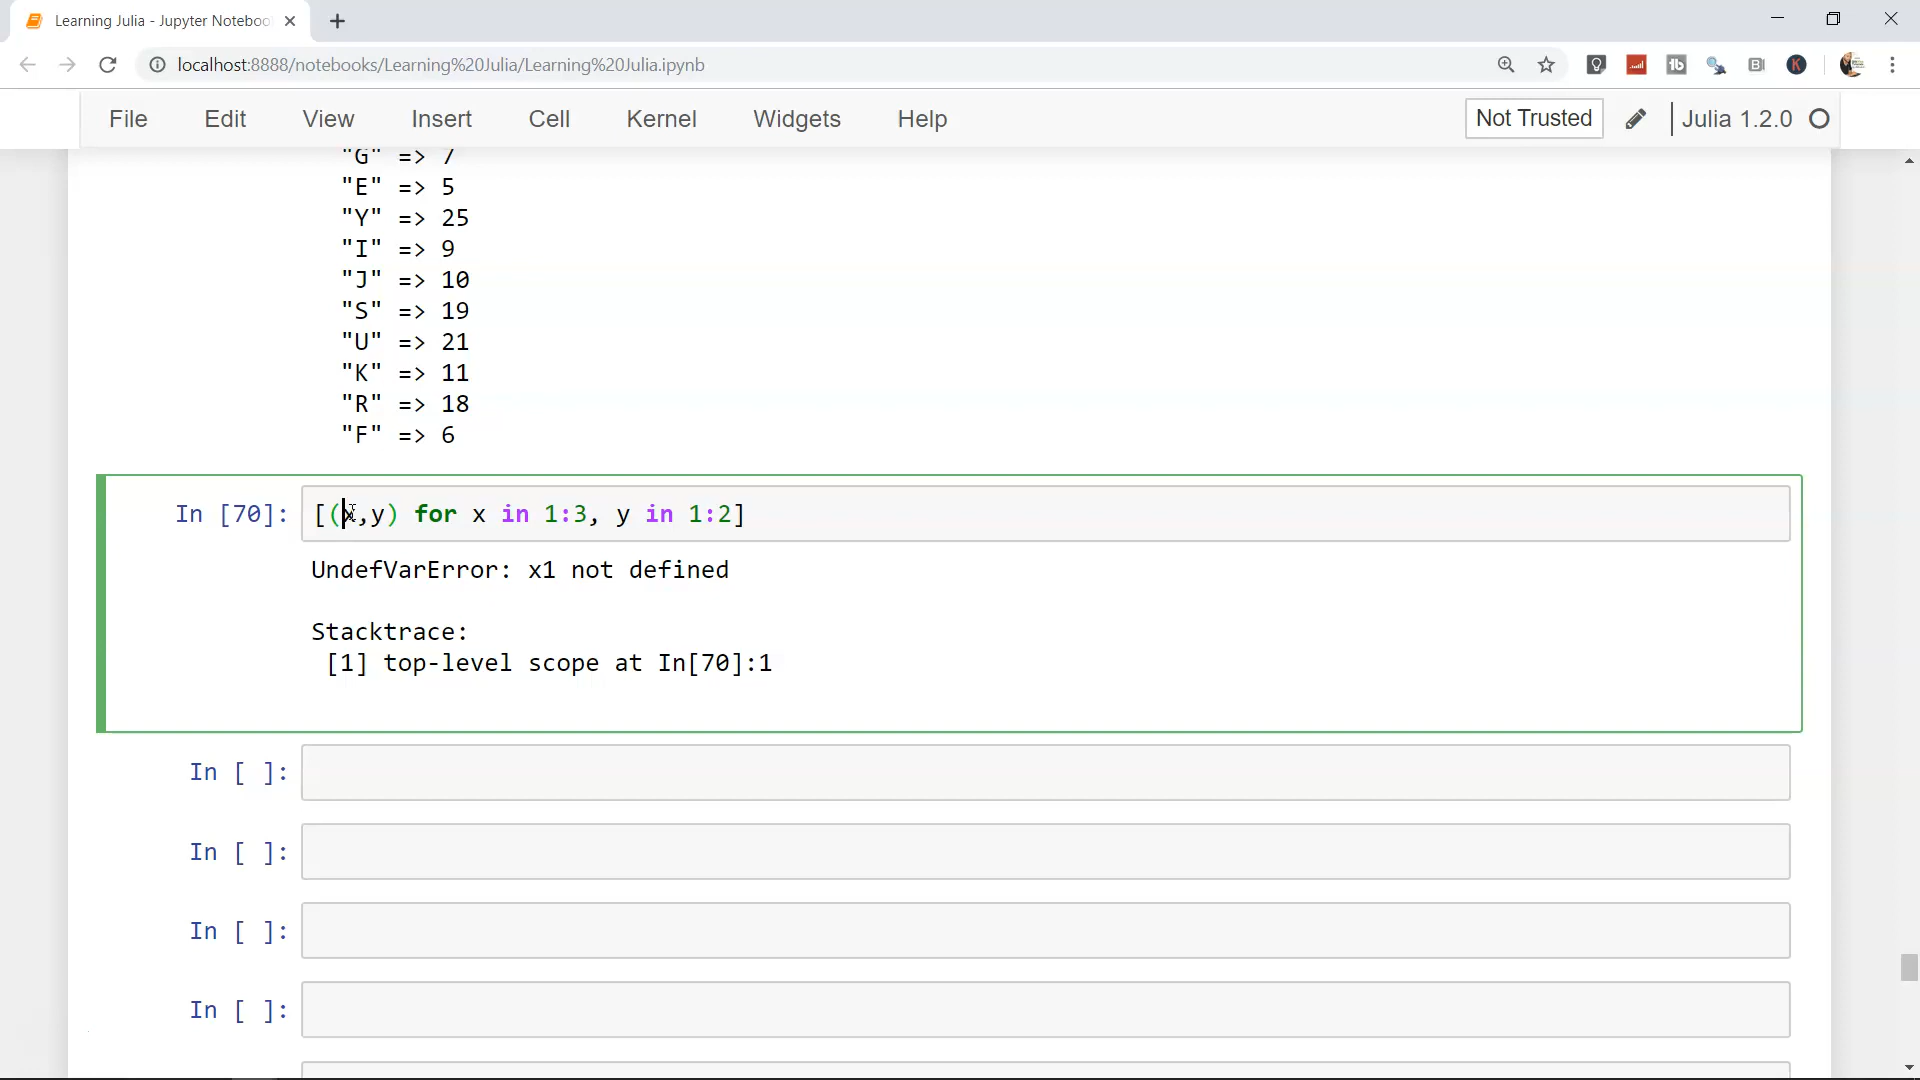 Learning Julia - Jupyter Noteboo
localhost:8888/notebooks/Learning%20Julia/Learning%20Julia.ipynb
File Edit View Insert Cell Kernel Widgets Help Not Trusted Julia 1.2.0
"G" => 7
"E" => 5
"Y" => 25
"I" => 9
"J" => 10
"S" => 19
"U" => 21
"K" => 11
"R" => 18
"F" => 6
In [70]: [(x,y) for x in 1:3, y in 1:2]
UndefVarError: x1 not defined
Stacktrace:
[1] top-level scope at In[70]:1
In [ ]:
In [ ]:
In [ ]:
In [ ]: